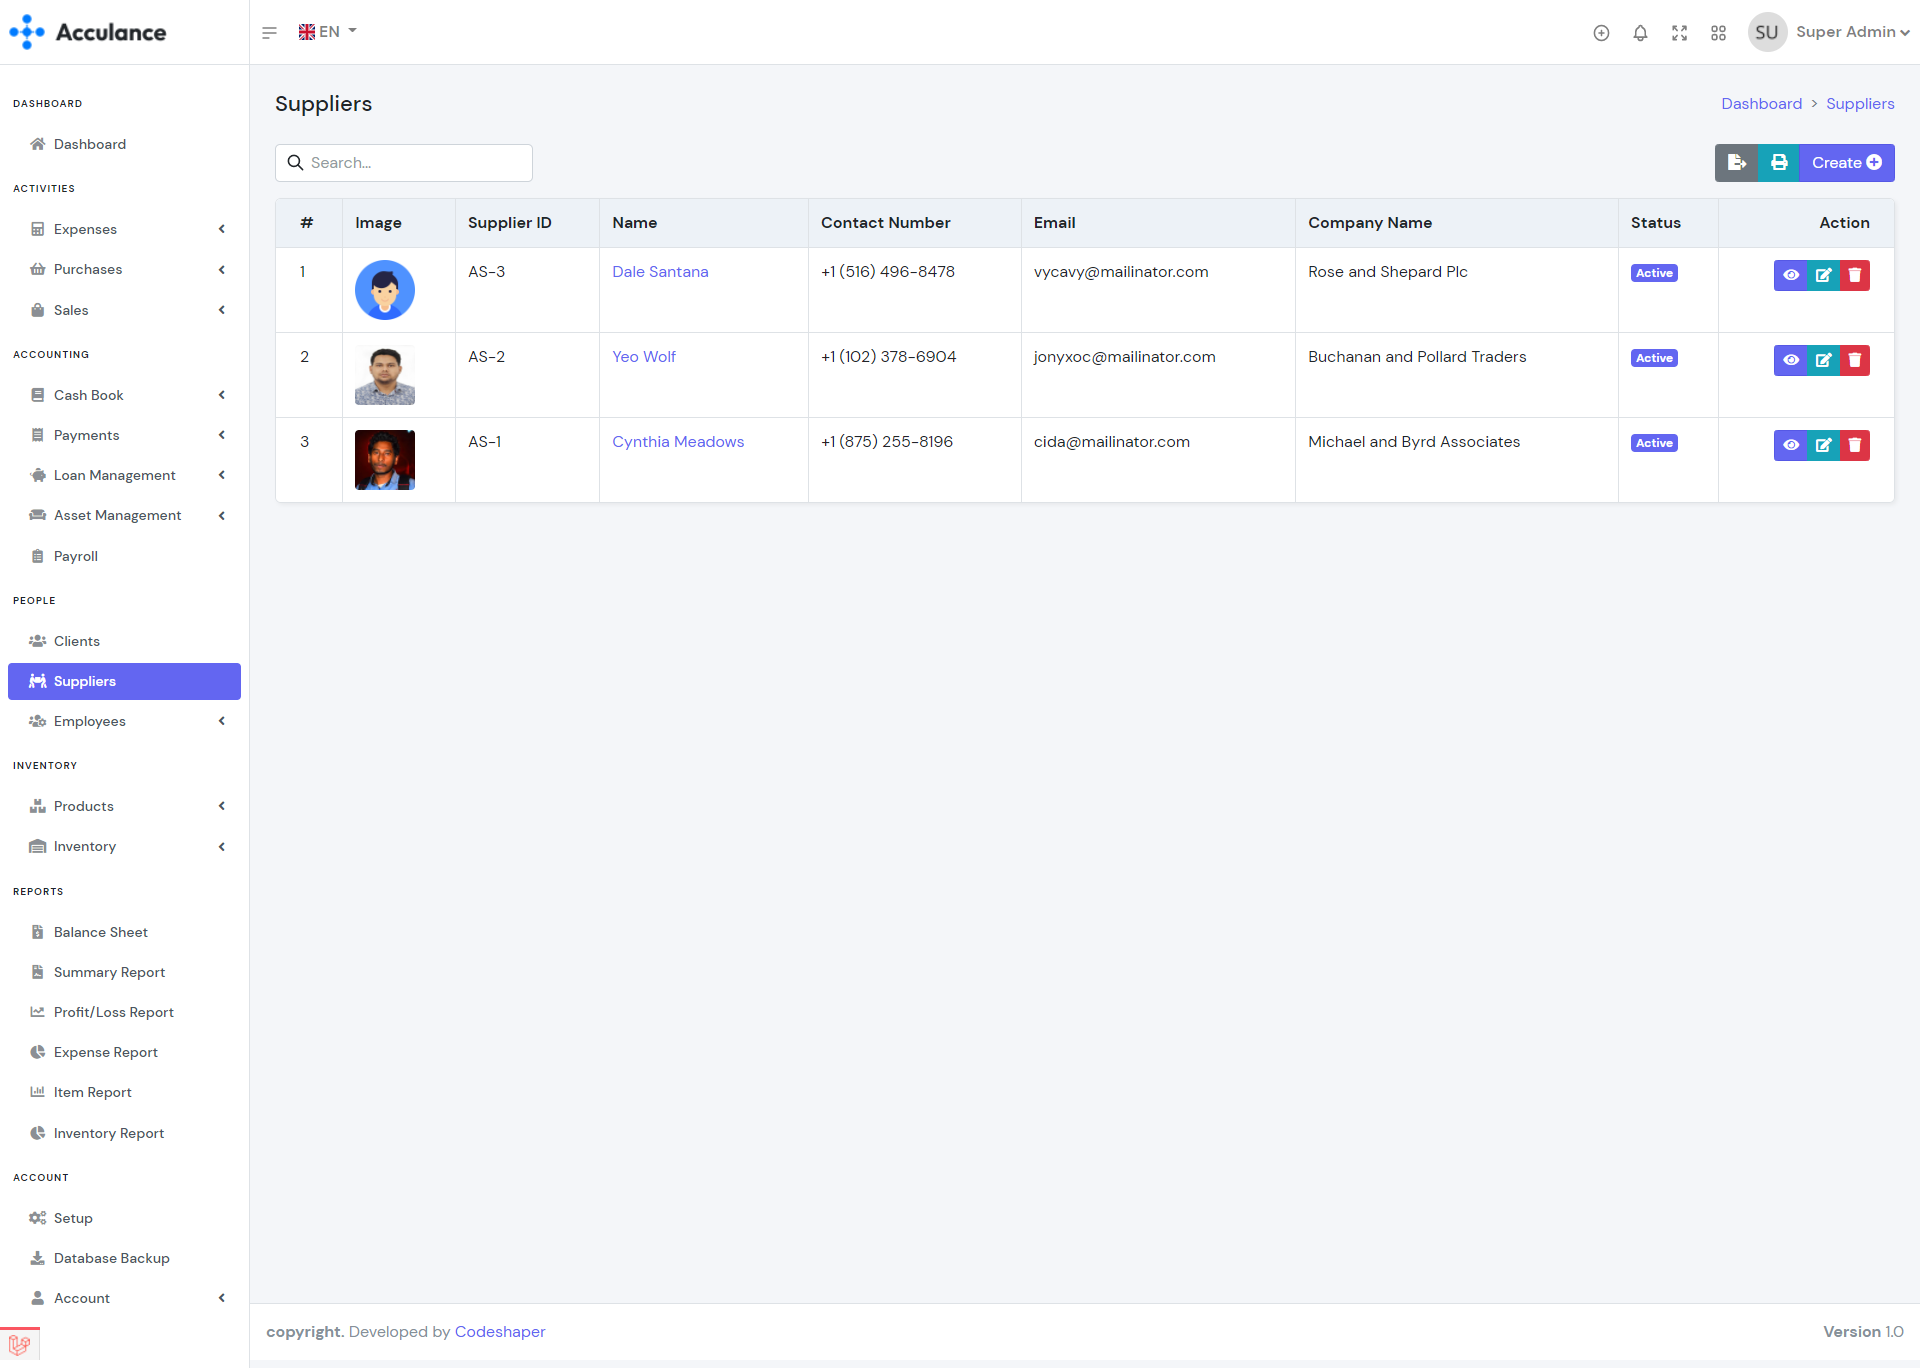 Acculance
EN
SU Super Admin
DASHBOARD
Dashboard
ACTIVITIES
Expenses
Purchases
Sales
ACCOUNTING
Cash Book
Payments
Loan Management
Asset Management
Payroll
PEOPLE
Clients
Suppliers
Employees
INVENTORY
Products
Inventory
REPORTS
Balance Sheet
Summary Report
Profit/Loss Report
Expense Report
Item Report
Inventory Report
ACCOUNT
Setup
Database Backup
Account
Suppliers
Dashboard > Suppliers
Search...
Create
# Image Supplier ID Name Contact Number Email Company Name Status Action
1 AS-3 Dale Santana +1 (516) 496-8478 vycavy@mailinator.com Rose and Shepard Plc Active
2 AS-2 Yeo Wolf +1 (102) 378-6904 jonyxoc@mailinator.com Buchanan and Pollard Traders Active
3 AS-1 Cynthia Meadows +1 (875) 255-8196 cida@mailinator.com Michael and Byrd Associates Active
copyright. Developed by Codeshaper
Version 1.0